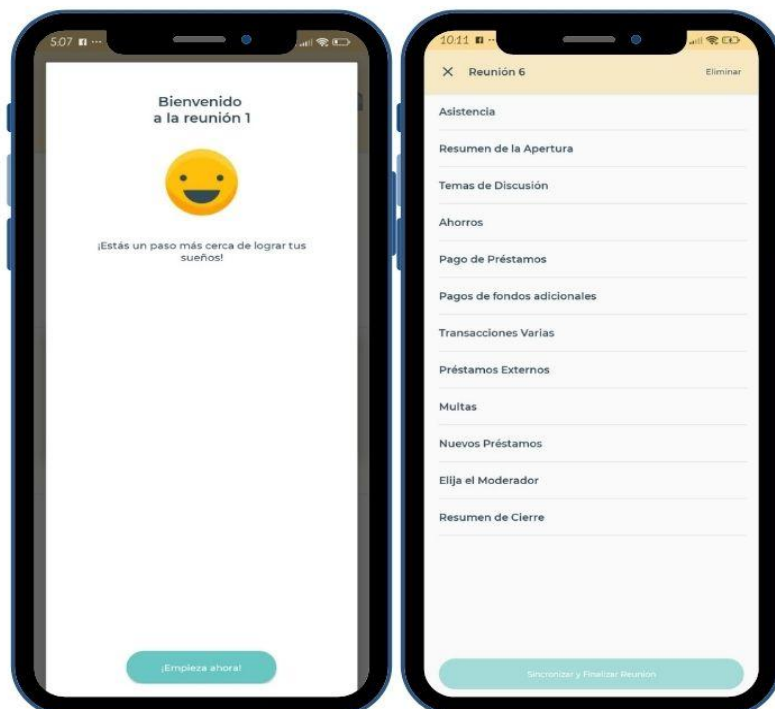 5:07
Bienvenido
a la reunión 1
¡Estás un paso más cerca de lograr tus
sueños!
¡Empieza ahora!
10:11
Reunión 6
Eliminar
Asistencia
Resumen de la Apertura
Temas de Discusión
Ahorros
Pago de Préstamos
Pagos de fondos adicionales
Transacciones Varias
Préstamos Externos
Multas
Nuevos Préstamos
Elija el Moderador
Resumen de Cierre
Sincronizar y Finalizar Reunion